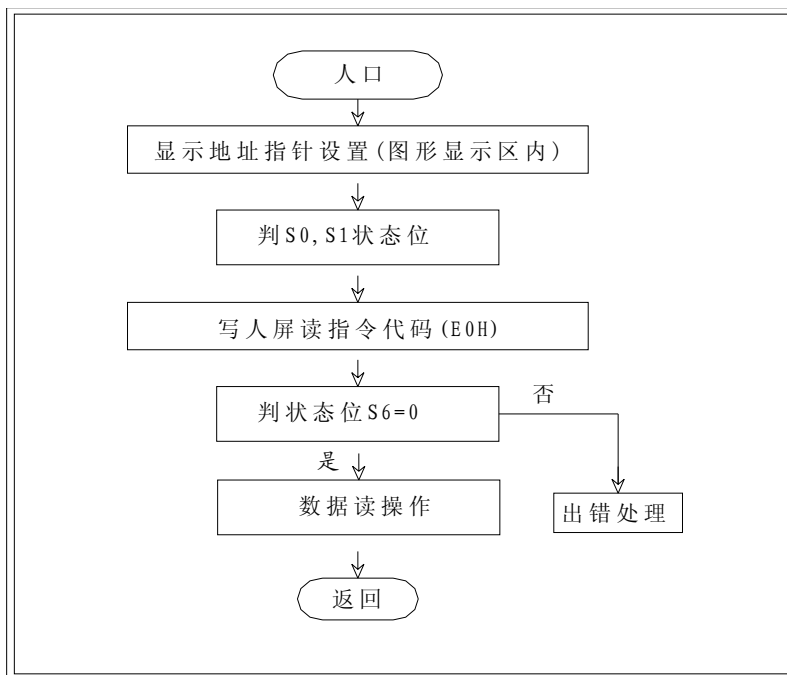 人口
显示地址指针设置(图形显示区内)
判S0,S1状态位
写人屏读指令代码(E0H)
判状态位S6=0
否
是
数据读操作
出错处理
返回